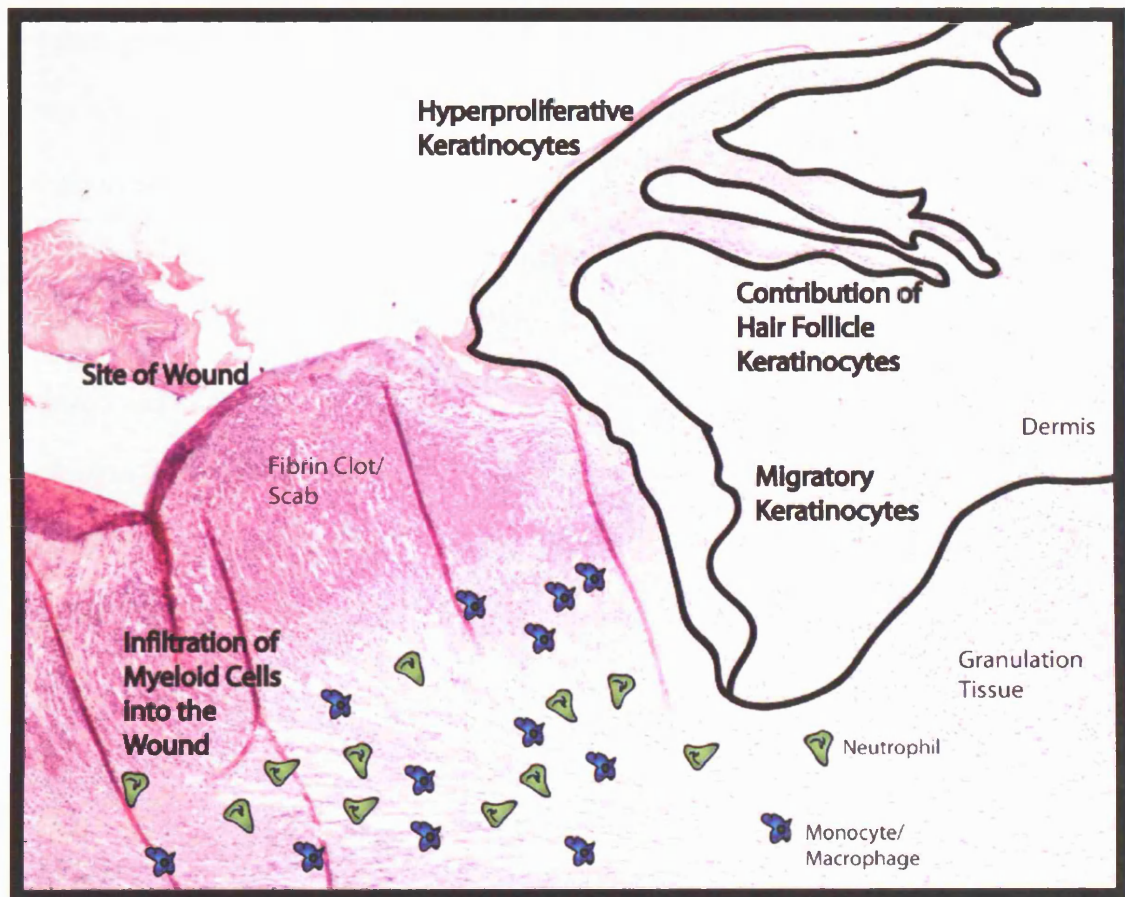 Hyperproliferative
Keratinocytes
Contribution of
Hair Follicle
Keratinocytes
Site of Wound
Dermis
Fibrin Clot/
Scab
Migratory
Keratinocytes
Infiltration of
Myeloid Cells
into the
Wound
Granulation
Tissue
Neutrophil
Monocyte/
Macrophage